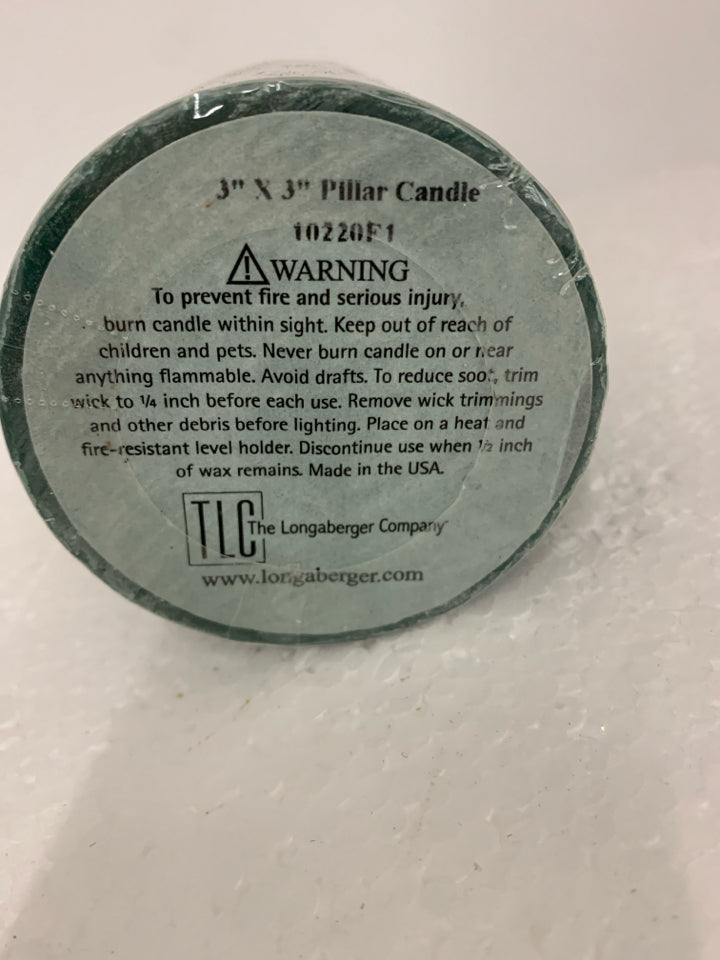 3" X 3" Pillar Candle
10220F1
WARNING
To prevent fire and serious injury,
burn candle within sight. Keep out of reach of
children and pets. Never burn candle on or near
anything flammable. Avoid drafts. To reduce soot, trim
wick to 1/4 inch before each use. Remove wick trimmings
and other debris before lighting. Place on a heat and
fire-resistant level holder. Discontinue use when 1/2 inch
of wax remains. Made in the USA.
TLC The Longaberger Company
www.longaberger.com